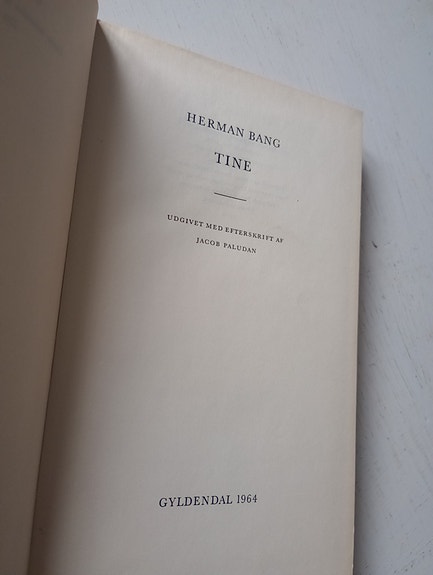 HERMAN BANG
TINE
UDGIVET MED EFTERSKRIFT AF
JACOB PALUDAN
GYLDENDAL 1964